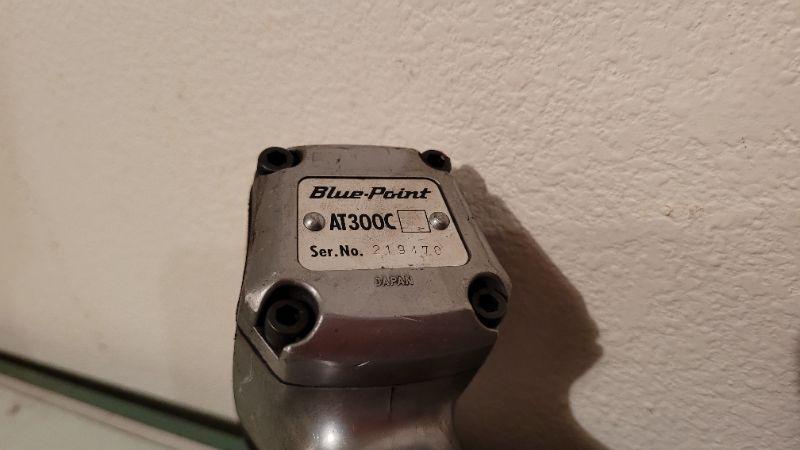 Blue-Point
AT300C
Ser.No. 219470
JAPAN